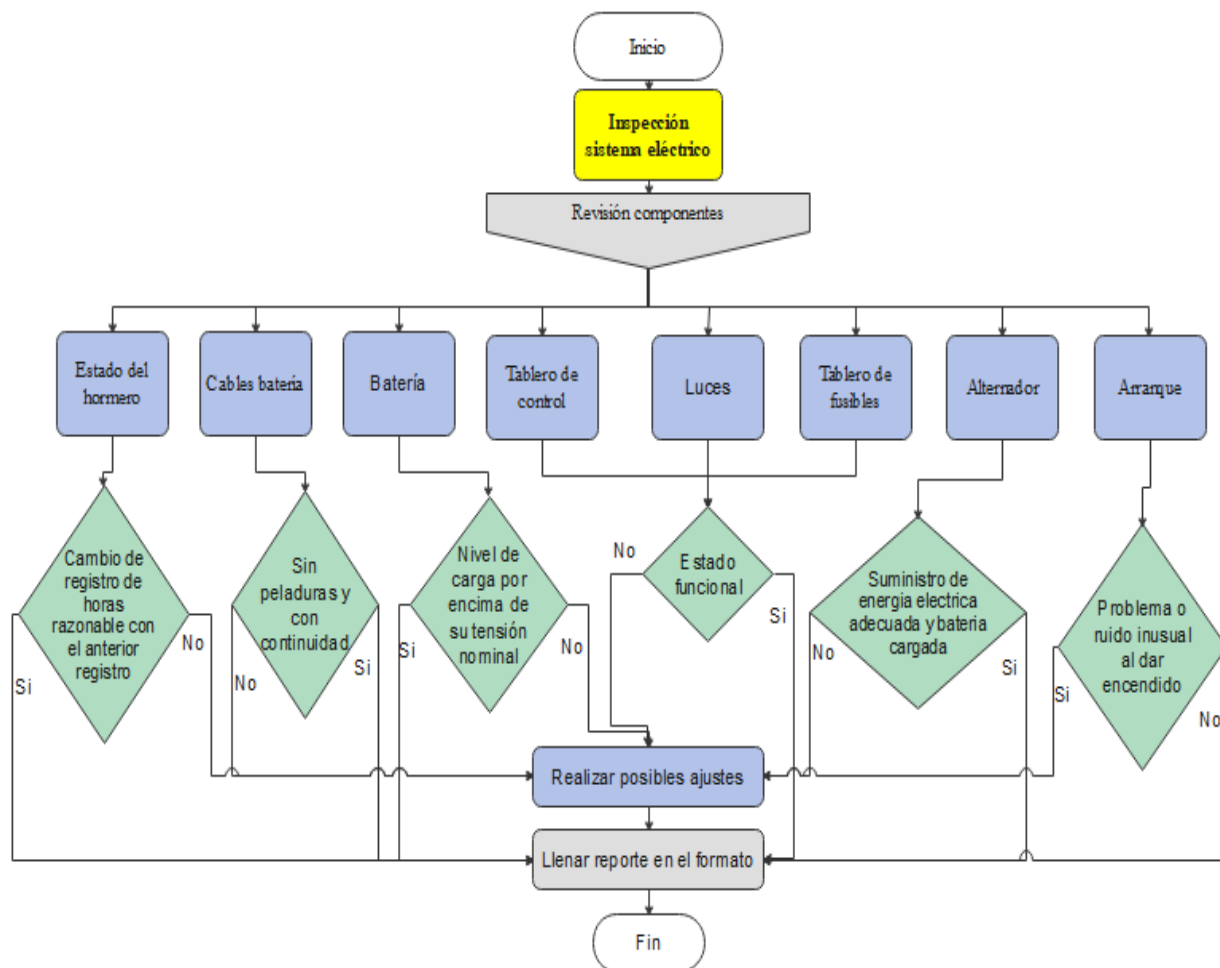 Inicio
Inspección
sistema eléctrico
Revisión componentes
Estado del
hormero
Cables bateria
Batería
Tablero de
control
Luces
Tablero de
fusibles
Alternador
Arranque
Cambio de
registro de
horas
razonable con
el anterior
registro
Si
No
Sin
peladuras y
con
continuidad
No
Si
Nivel de
carga por
encima de
su tensión
nominal
Si
No
Estado
funcional
No
Si
Suministro de
energia electrica
adecuada y bateria
cargada
No
Si
Problema o
ruido inusual
al dar
encendido
Si
No
Realizar posibles ajustes
Llenar reporte en el formato
Fin